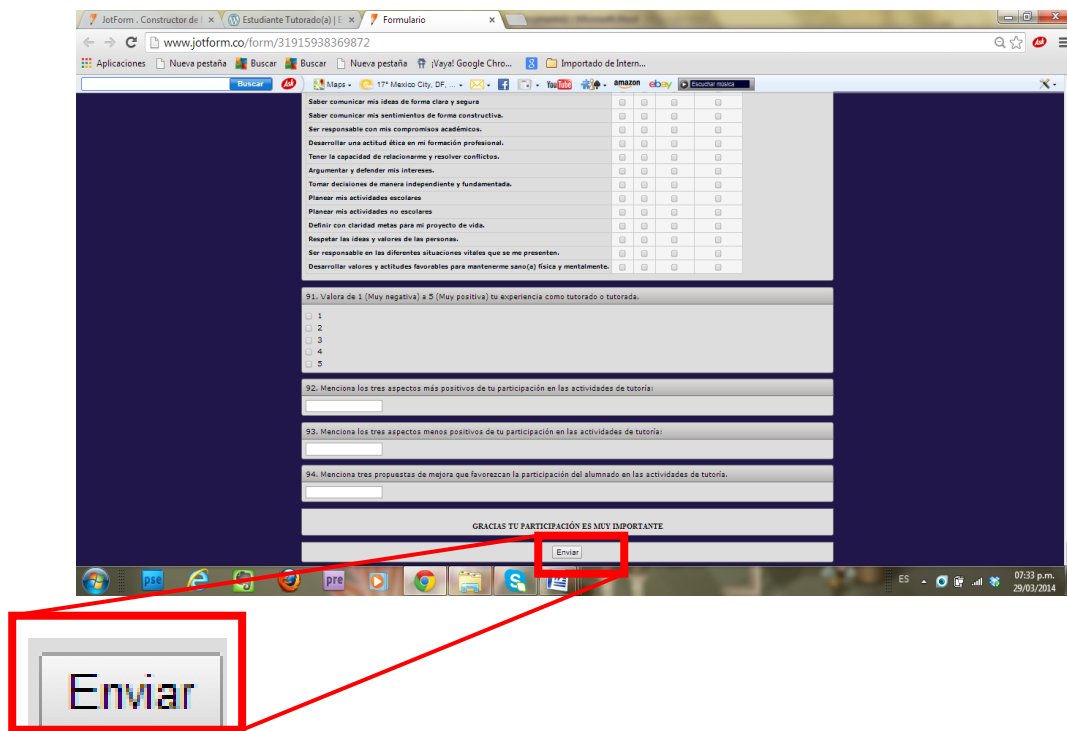 JotForm . Constructor de
Estudiante Tutorado(a) | E
Formulario
www.jotform.co/form/31915938369872
Aplicaciones Nueva pestaña Buscar Buscar Nueva pestaña ¡Vaya! Google Chro... 8 Importado de Intern...
Buscar Ask Maps 17° Mexico City, DF, ... f YouTube amazon ebay Escuchar música
Saber comunicar mis ideas de forma clara y segura
Saber comunicar mis sentimientos de forma constructiva.
Ser responsable con mis compromisos académicos.
Desarrollar una actitud ética en mi formación profesional.
Tener la capacidad de relacionarme y resolver conflictos.
Argumentar y defender mis intereses.
Tomar decisiones de manera independiente y fundamentada.
Planear mis actividades escolares
Planear mis actividades no escolares
Definir con claridad metas para mi proyecto de vida.
Respetar las ideas y valores de las personas.
Ser responsable en las diferentes situaciones vitales que se me presenten.
Desarrollar valores y actitudes favorables para mantenerme sano(a) física y mentalmente.
91. Valora de 1 (Muy negativa) a 5 (Muy positiva) tu experiencia como tutorado o tutorada.
1
2
3
4
5
92. Menciona los tres aspectos más positivos de tu participación en las actividades de tutoría:
93. Menciona los tres aspectos menos positivos de tu participación en las actividades de tutoría:
94. Menciona tres propuestas de mejora que favorezcan la participación del alumnado en las actividades de tutoría.
GRACIAS TU PARTICIPACIÓN ES MUY IMPORTANTE
Enviar
pse pre ES 07:33 p.m.
29/03/2014
Enviar